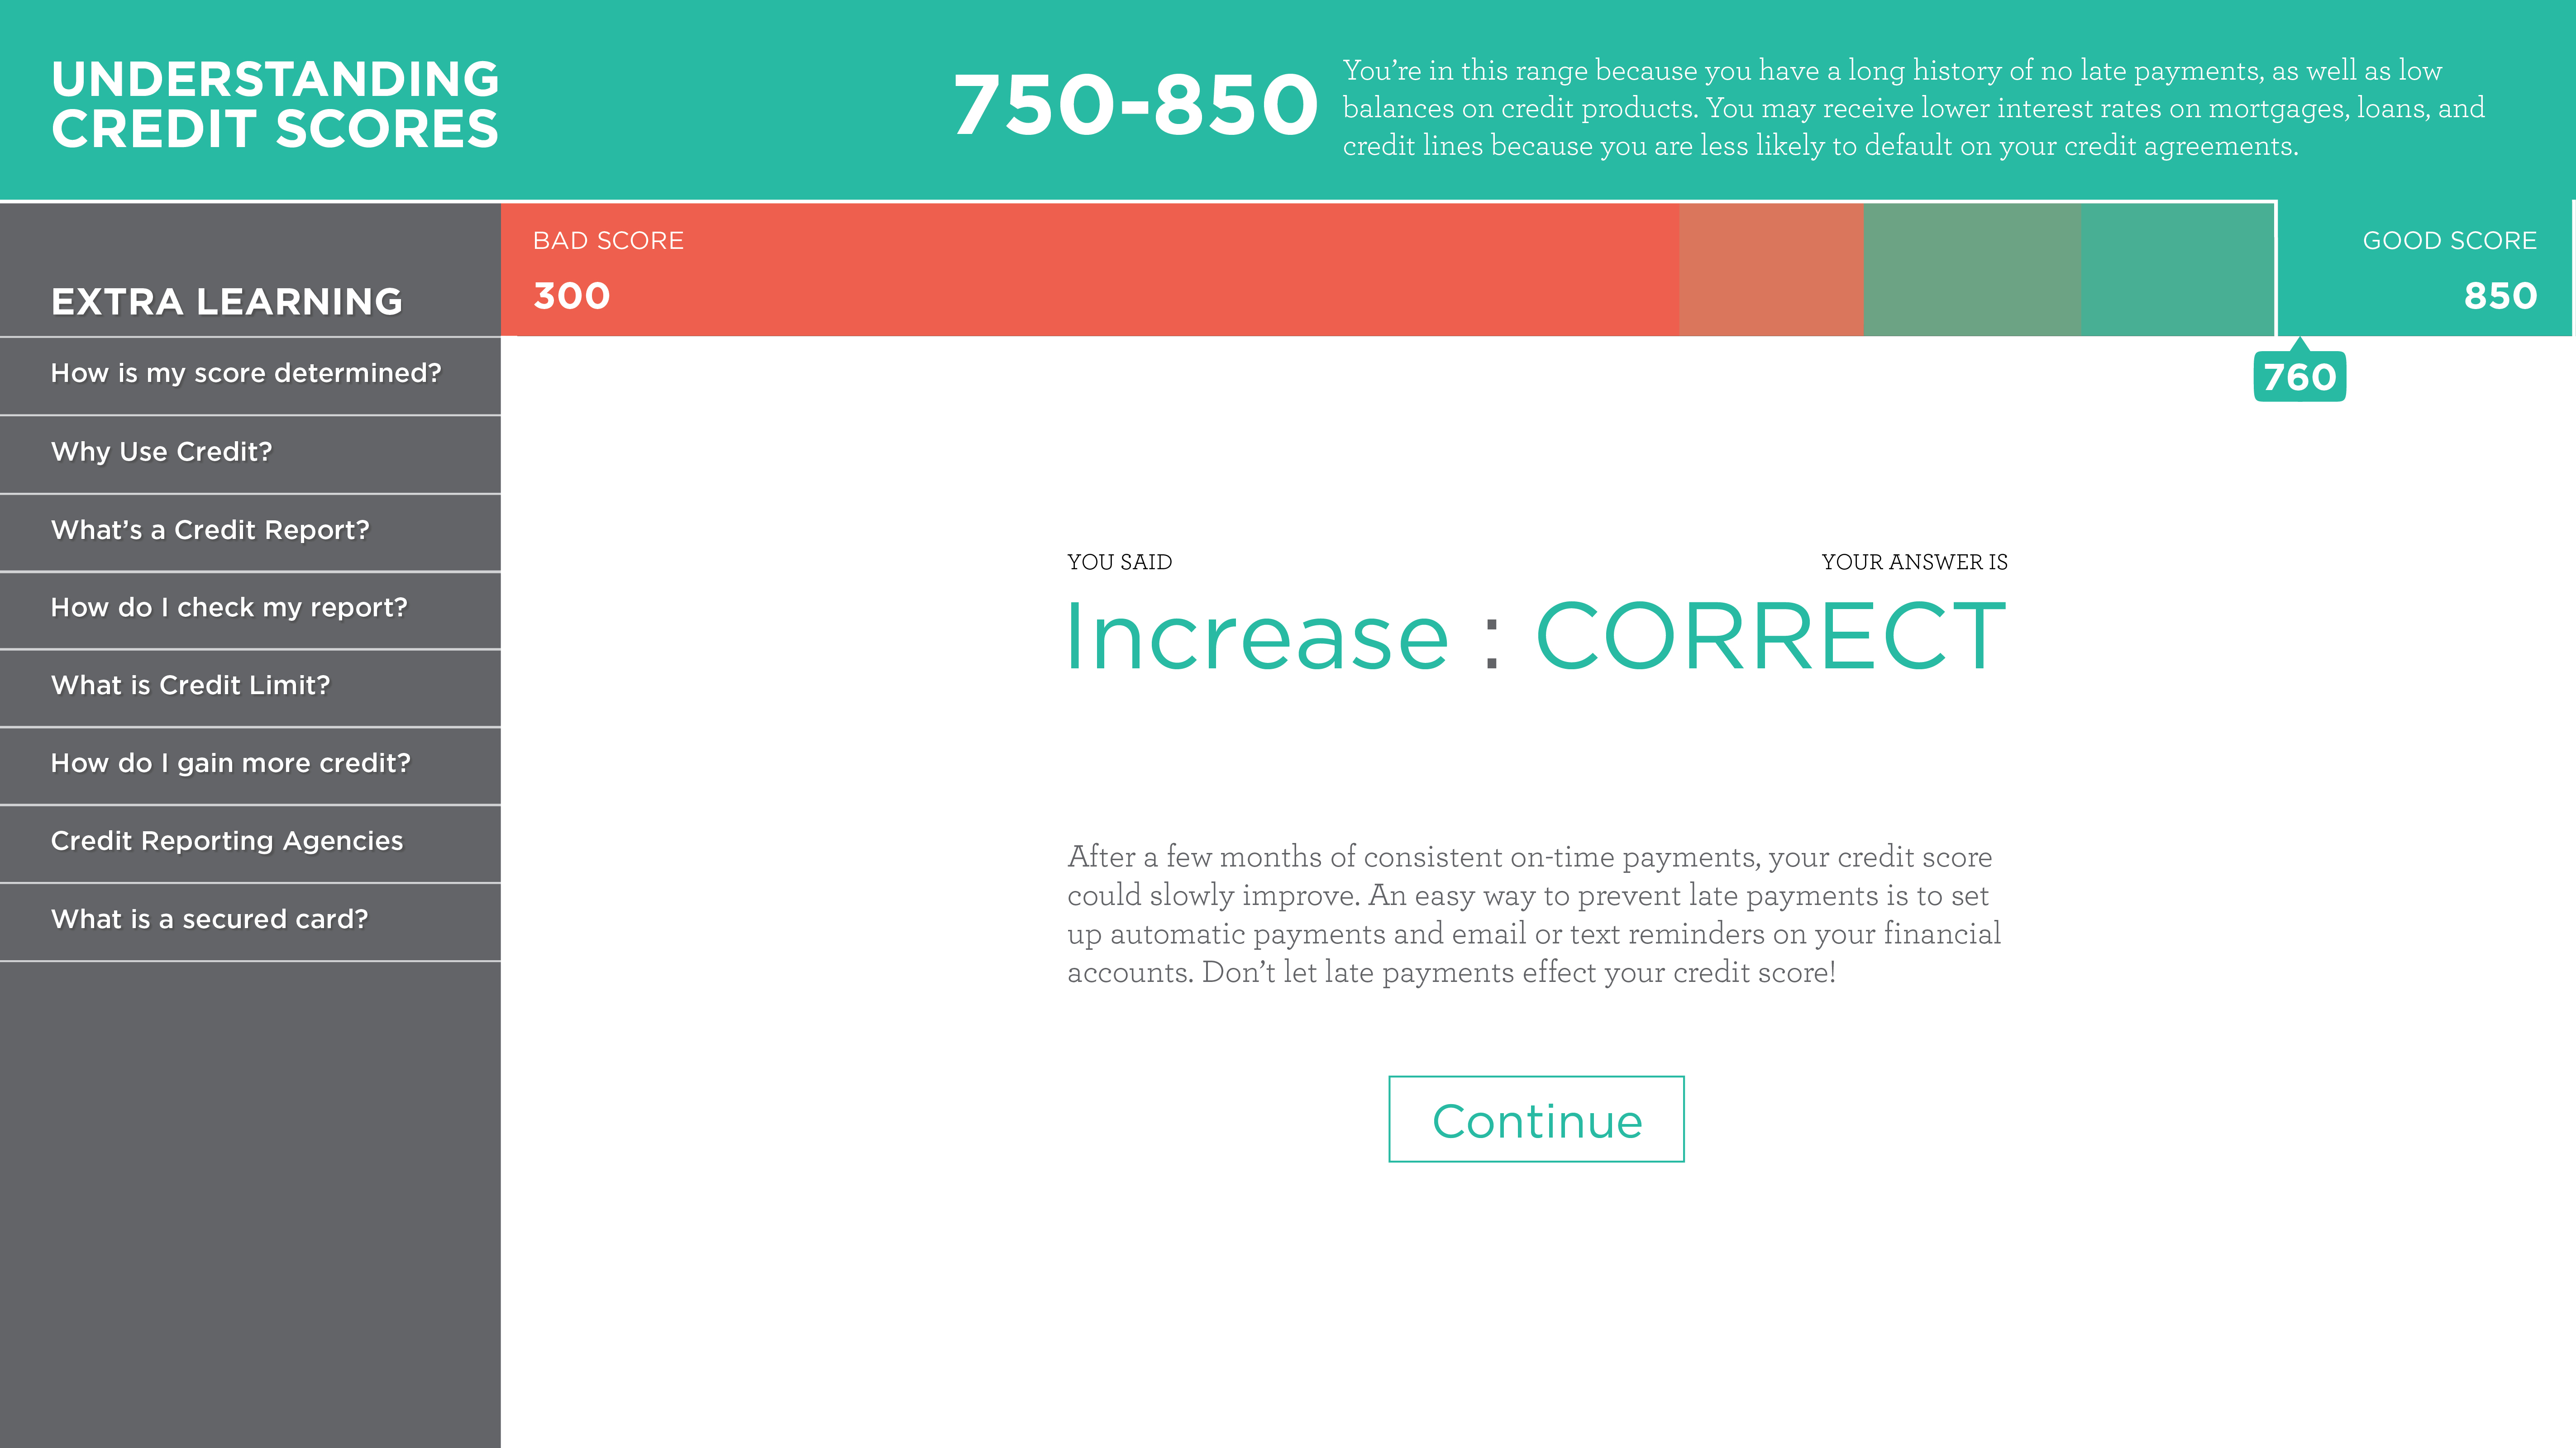 UNDERSTANDING
CREDIT SCORES
750-850
You’re in this range because you have a long history of no late payments, as well as low
balances on credit products. You may receive lower interest rates on mortgages, loans, and
credit lines because you are less likely to default on your credit agreements.
BAD SCORE
300
GOOD SCORE
850
760
EXTRA LEARNING
How is my score determined?
Why Use Credit?
What’s a Credit Report?
How do I check my report?
What is Credit Limit?
How do I gain more credit?
Credit Reporting Agencies
What is a secured card?
YOU SAID
YOUR ANSWER IS
Increase : CORRECT
After a few months of consistent on-time payments, your credit score
could slowly improve. An easy way to prevent late payments is to set
up automatic payments and email or text reminders on your financial
accounts. Don’t let late payments effect your credit score!
Continue